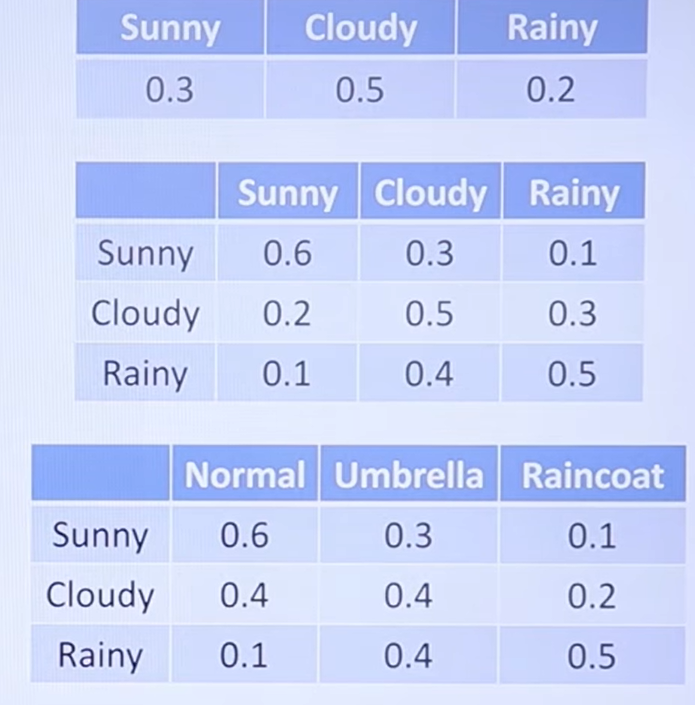 Sunny Cloudy Rainy
0.3 0.5 0.2
Sunny Cloudy Rainy
Sunny 0.6 0.3 0.1
Cloudy 0.2 0.5 0.3
Rainy 0.1 0.4 0.5
Normal Umbrella Raincoat
Sunny 0.6 0.3 0.1
Cloudy 0.4 0.4 0.2
Rainy 0.1 0.4 0.5